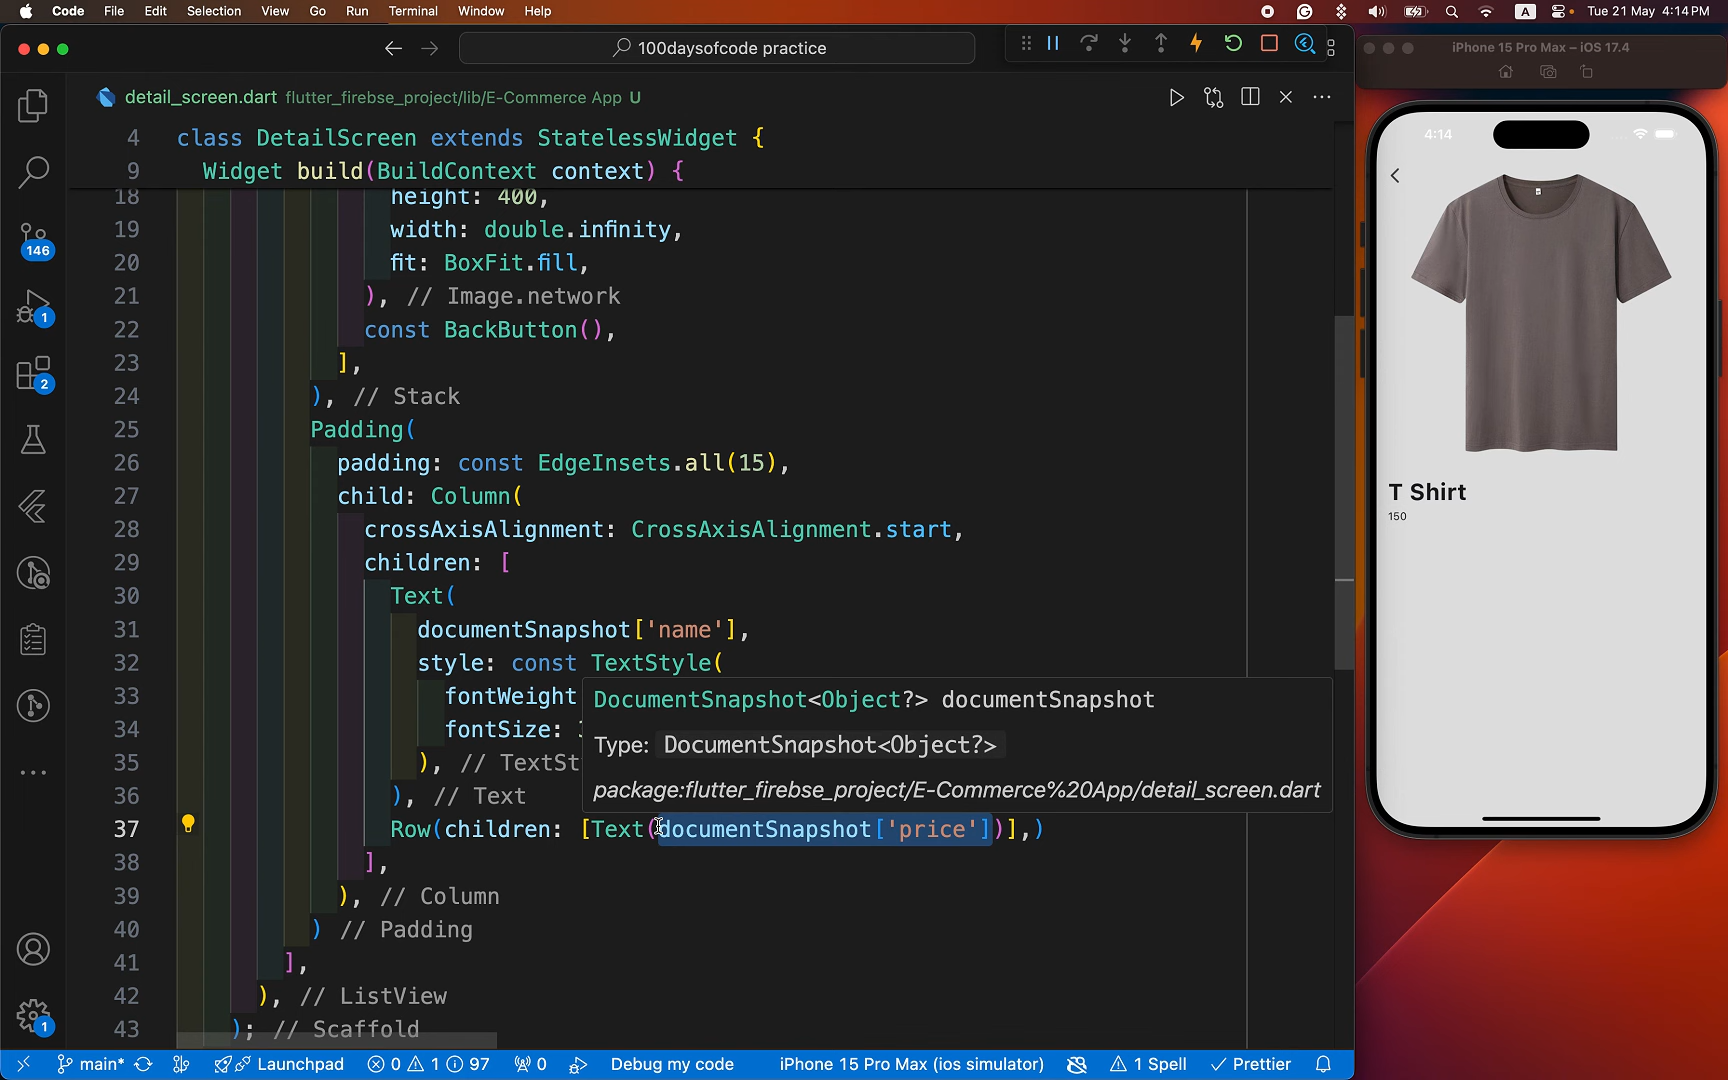 Code File Edit Selection View Go Run Terminal Window Help
A Tue 21 May 4:14 PM
100daysofcode practice
iPhone 15 Pro Max – iOS 17.4
detail_screen.dart flutter_firebse_project/lib/E-Commerce App U
4 class DetailScreen extends StatelessWidget {
9 Widget build(BuildContext context) {
18 height: 400,
19 width: double.infinity,
20 fit: BoxFit.fill,
21 ), // Image.network
22 const BackButton(),
23 ],
24 ), // Stack
25 Padding(
26 padding: const EdgeInsets.all(15),
27 child: Column(
28 crossAxisAlignment: CrossAxisAlignment.start,
29 children: [
30 Text(
31 documentSnapshot['name'],
32 style: const TextStyle(
33 fontWeight
34 fontSize:
35 ), // TextSt
36 ), // Text
37 Row(children: [Text(documentSnapshot['price'])],)
38 ],
39 ), // Column
40 ) // Padding
41 ],
42 ), // ListView
43 ); // Scaffold
DocumentSnapshot<Object?> documentSnapshot
Type: DocumentSnapshot<Object?>
package:flutter_firebse_project/E-Commerce%20App/detail_screen.dart
146
1
2
1
4:14
T Shirt
150
main* Launchpad 0 1 97 0 Debug my code iPhone 15 Pro Max (ios simulator) 1 Spell Prettier